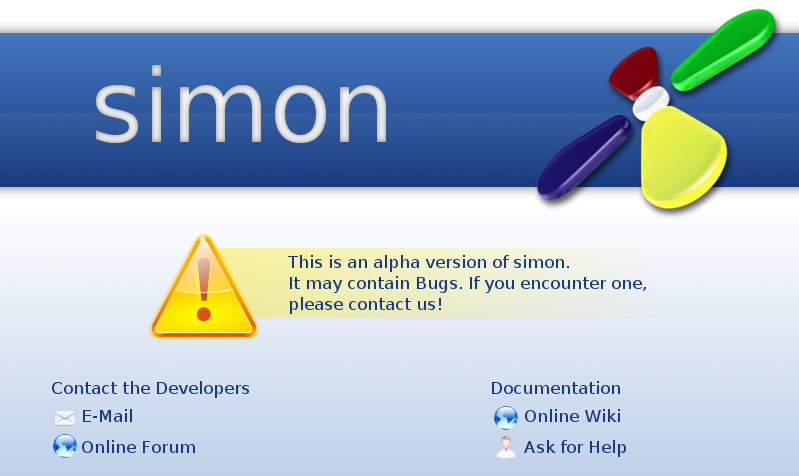 simon
This is an alpha version of simon.
It may contain Bugs. If you encounter one,
please contact us!
Contact the Developers
E-Mail
Online Forum
Documentation
Online Wiki
Ask for Help